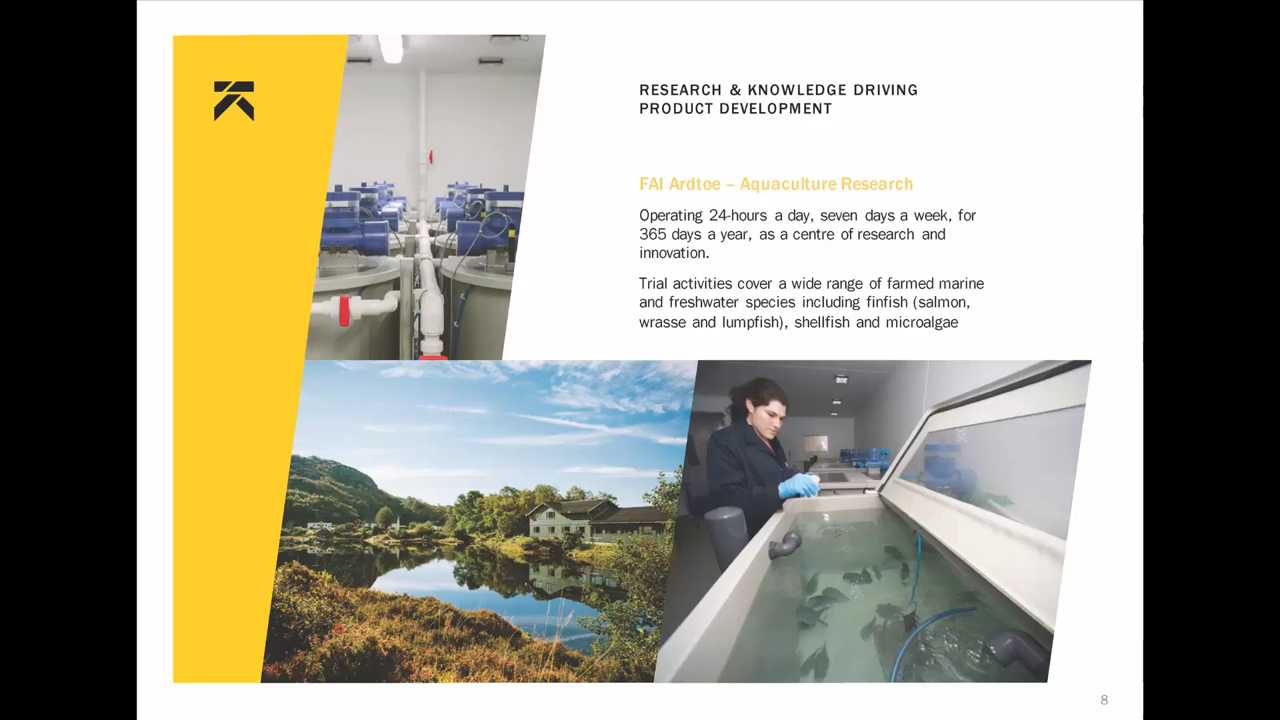 RESEARCH & KNOWLEDGE DRIVING
PRODUCT DEVELOPMENT
FAI Ardtoe – Aquaculture Research
Operating 24-hours a day, seven days a week, for
365 days a year, as a centre of research and
innovation.
Trial activities cover a wide range of farmed marine
and freshwater species including finfish (salmon,
wrasse and lumpfish), shellfish and microalgae
8